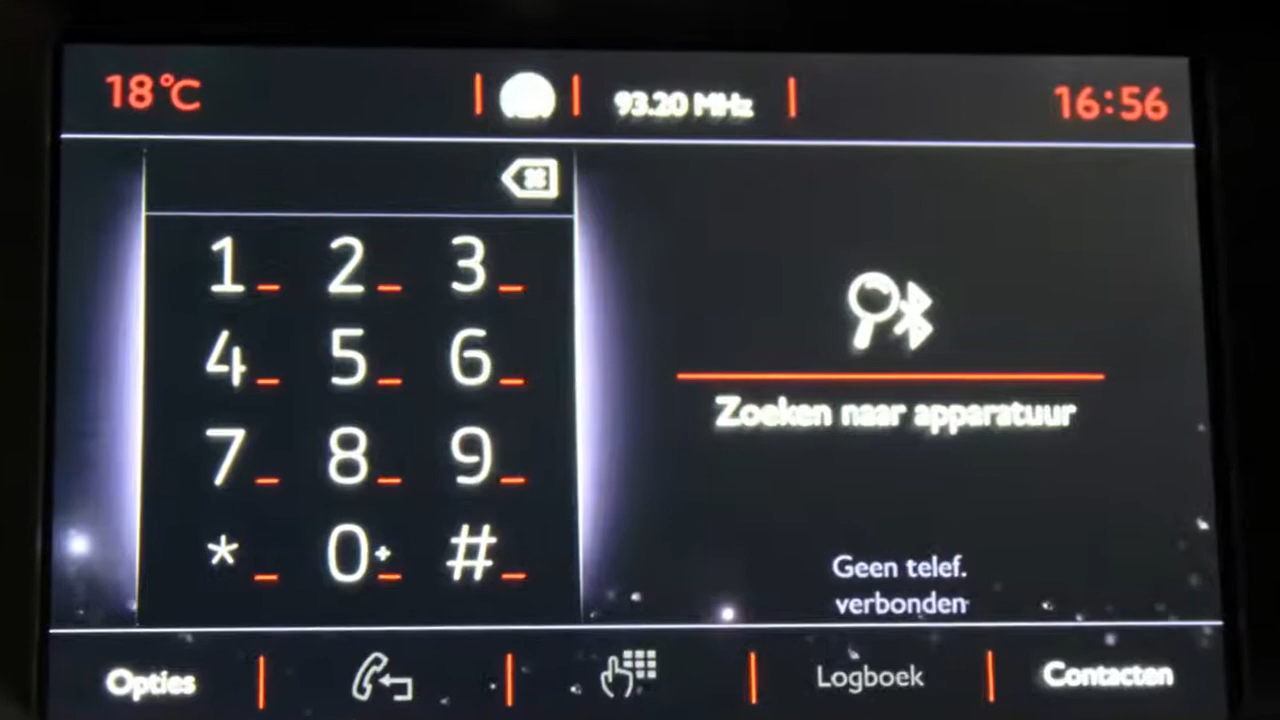 18°C
93.20 MHz
16:56
1 2 3
4 5 6
7 8 9
* 0+ #
Zoeken naar apparatuur
Geen telef.
verbonden
Opties
Logboek
Contacten